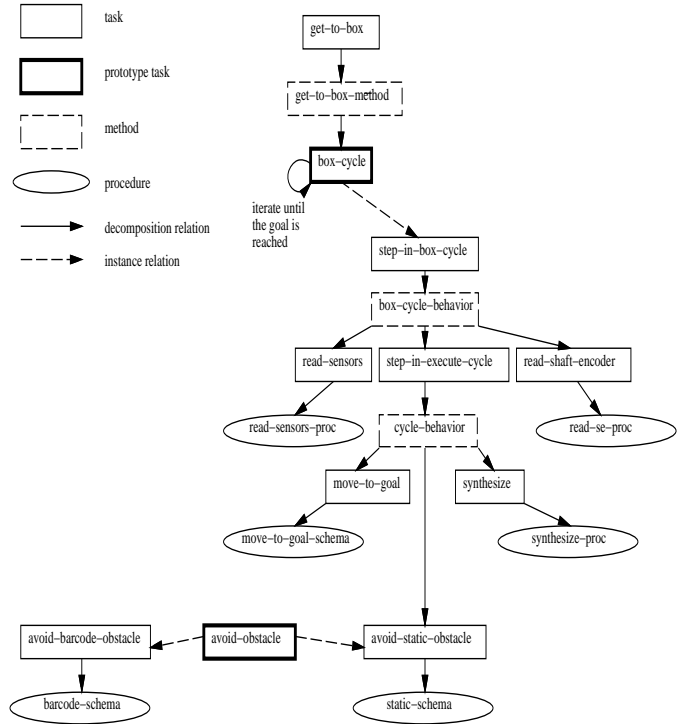 task
prototype task
method
procedure
decomposition relation
instance relation
get-to-box
get-to-box-method
box-cycle
iterate until
the goal is
reached
step-in-box-cycle
box-cycle-behavior
read-sensors
step-in-execute-cycle
read-shaft-encoder
read-sensors-proc
cycle-behavior
read-se-proc
move-to-goal
synthesize
move-to-goal-schema
synthesize-proc
avoid-barcode-obstacle
avoid-obstacle
avoid-static-obstacle
barcode-schema
static-schema